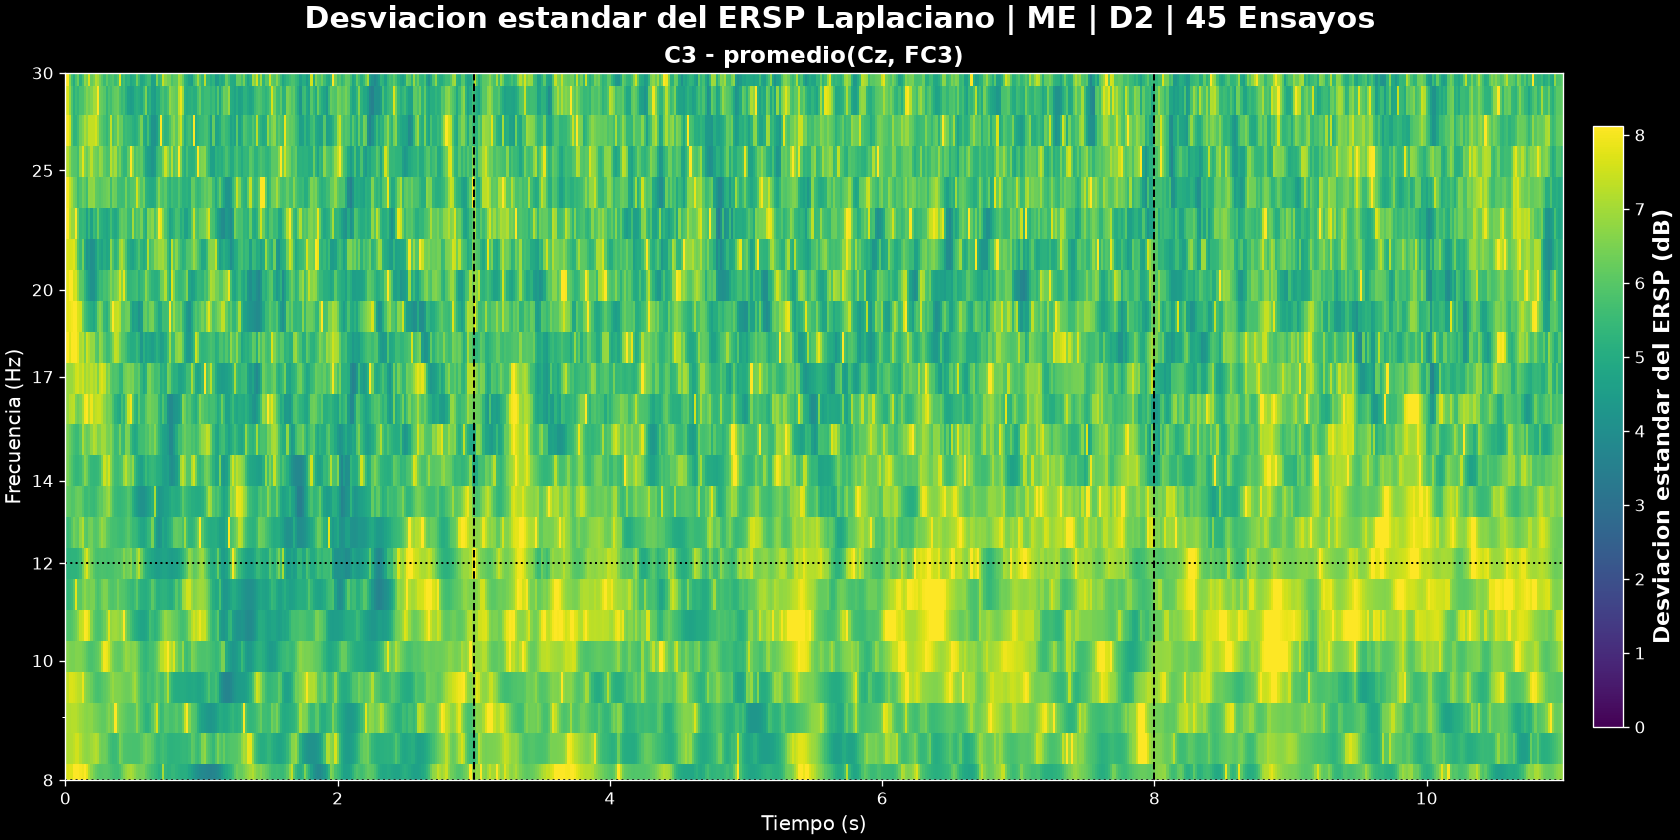 Desviacion estandar del ERSP Laplaciano | ME | D2 | 45 Ensayos
C3 - promedio(Cz, FC3)
30
25
20
17
14
12
10
8
Frecuencia (Hz)
0 2 4 6 8 10
Tiempo (s)
8
7
6
5
4
3
2
1
0
Desviacion estandar del ERSP (dB)